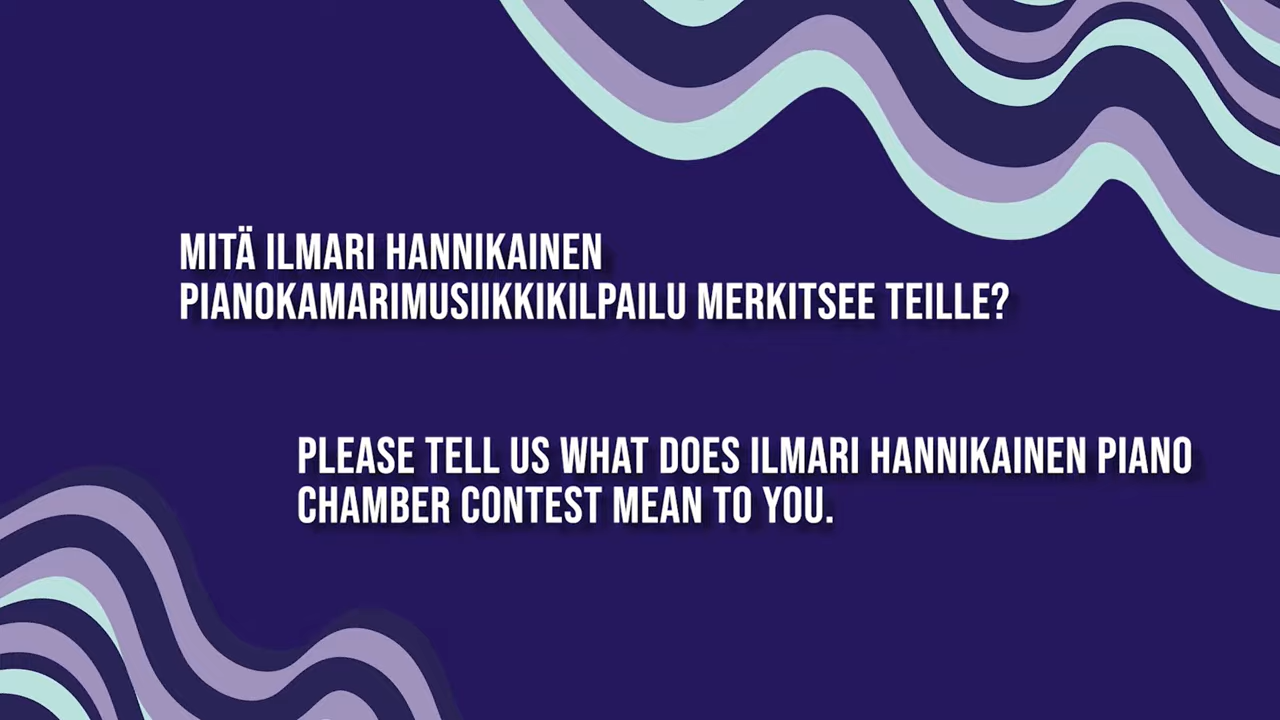 MITÄ ILMARI HANNIKAINEN
PIANOKAMARIMUSIIKKIKILPAILU MERKITSEE TEILLE?
PLEASE TELL US WHAT DOES ILMARI HANNIKAINEN PIANO
CHAMBER CONTEST MEAN TO YOU.